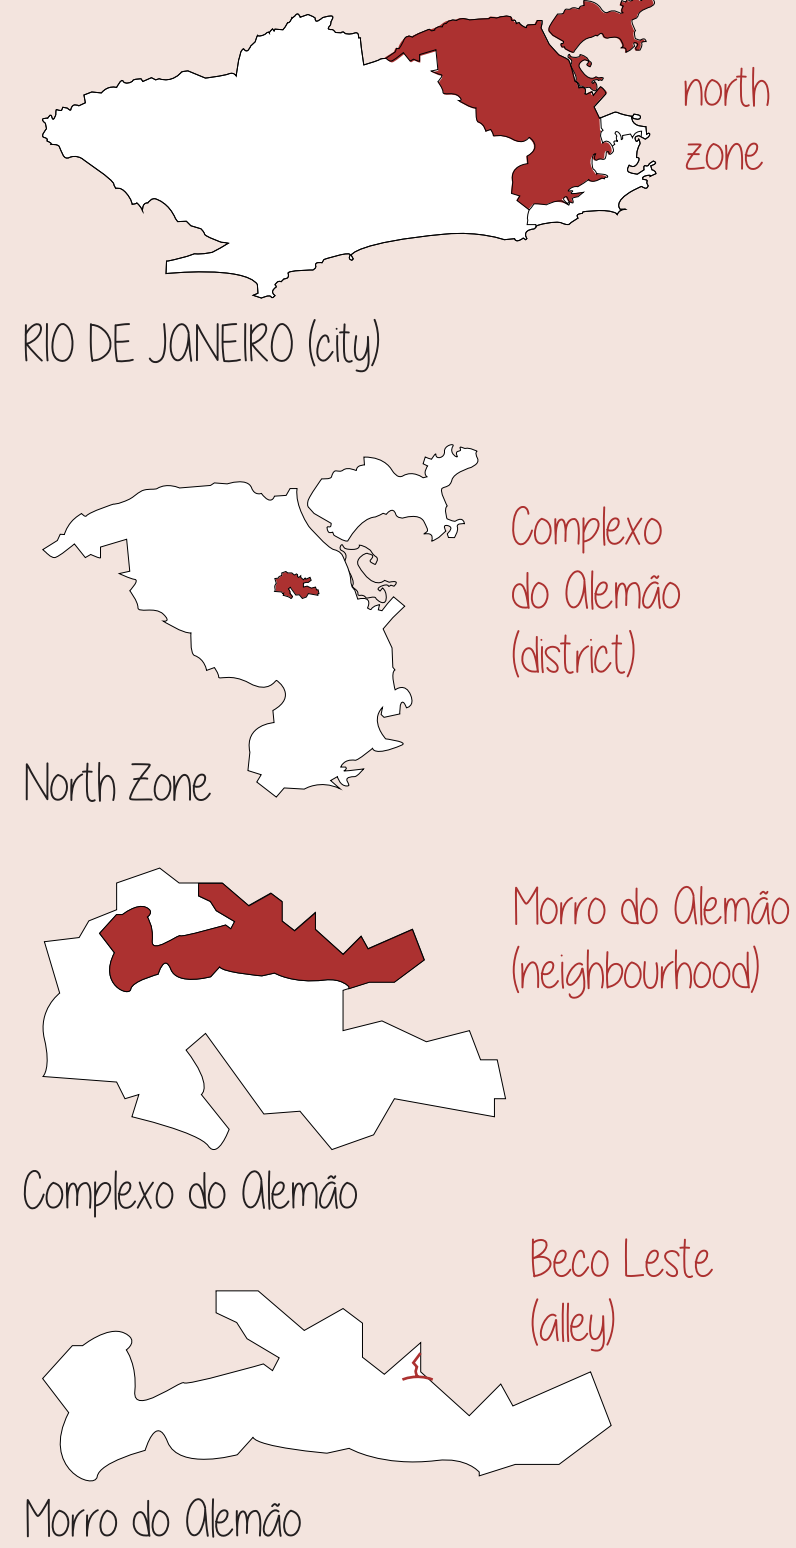 north
zone
RIO DE JANEIRO (city)
Complexo
do Alemão
(district)
North Zone
Morro do Alemão
(neighbourhood)
Complexo do Alemão
Beco Leste
(alley)
Morro do Alemão